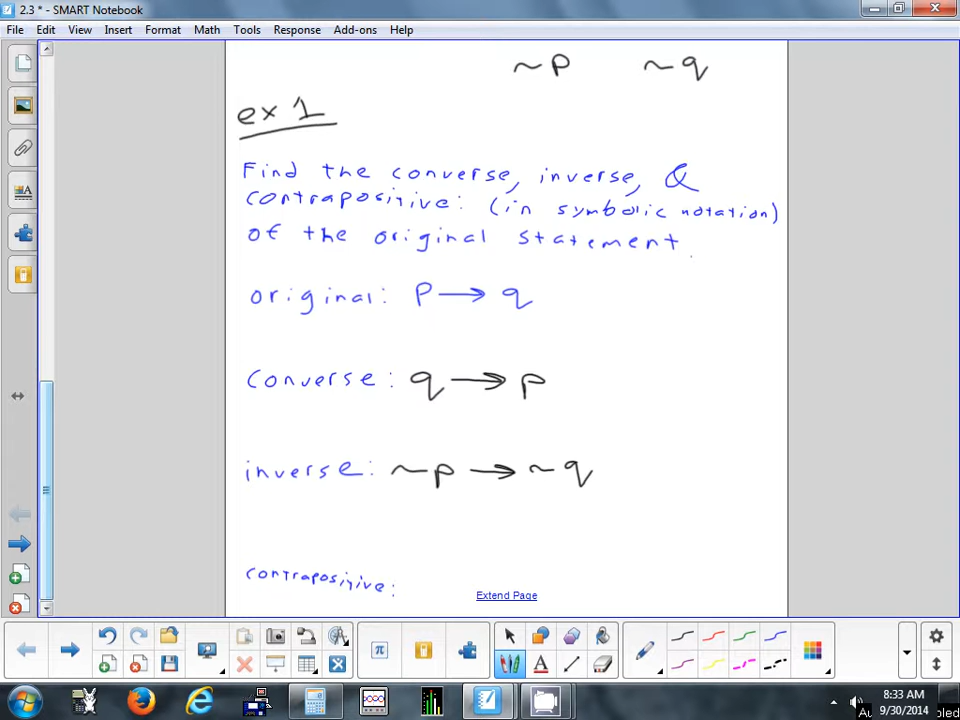 2.3 * - SMART Notebook
File Edit View Insert Format Math Tools Response Add-ons Help
~p ~q
ex 1
Find the converse, inverse, &
contrapositive: (in symbolic notation)
of the original statement.
original: p → q
converse: q → p
inverse: ~p → ~q
contrapositive:
Extend Page
8:33 AM
9/30/2014